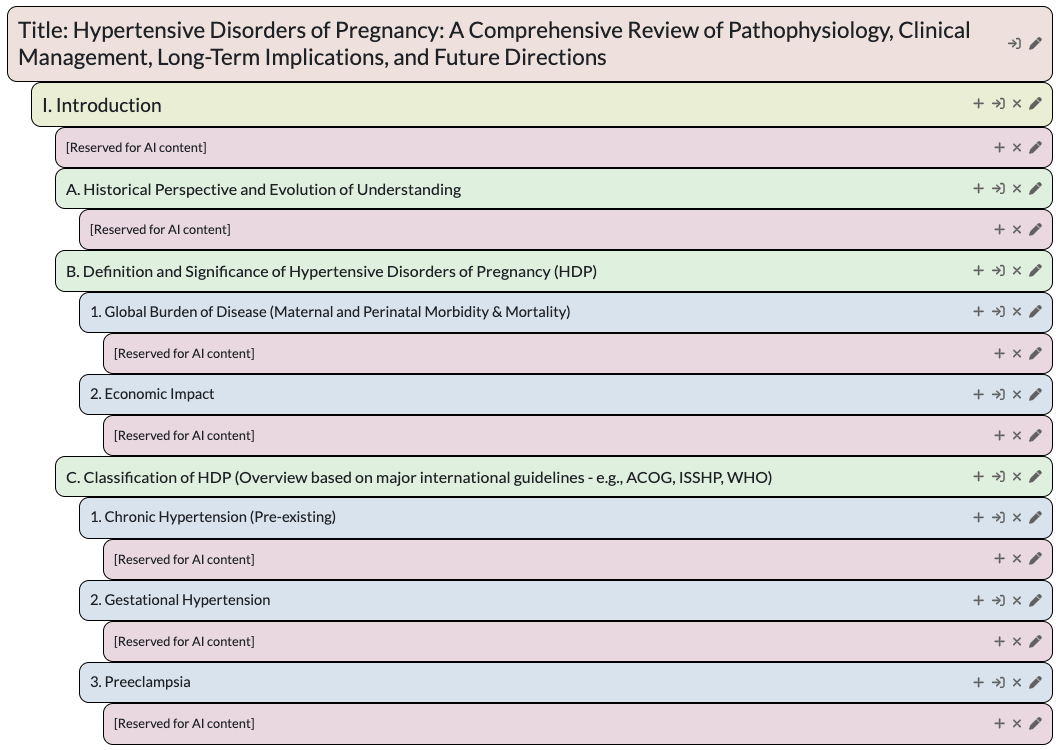 Title: Hypertensive Disorders of Pregnancy: A Comprehensive Review of Pathophysiology, Clinical
Management, Long-Term Implications, and Future Directions
I. Introduction
[Reserved for AI content]
A. Historical Perspective and Evolution of Understanding
[Reserved for AI content]
B. Definition and Significance of Hypertensive Disorders of Pregnancy (HDP)
1. Global Burden of Disease (Maternal and Perinatal Morbidity & Mortality)
[Reserved for AI content]
2. Economic Impact
[Reserved for AI content]
C. Classification of HDP (Overview based on major international guidelines - e.g., ACOG, ISSHP, WHO)
1. Chronic Hypertension (Pre-existing)
[Reserved for AI content]
2. Gestational Hypertension
[Reserved for AI content]
3. Preeclampsia
[Reserved for AI content]